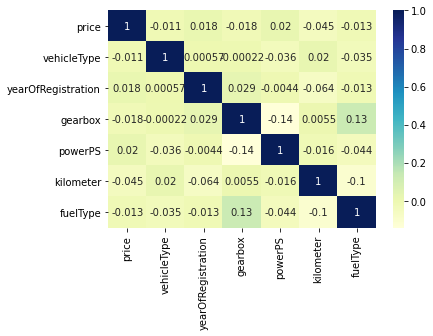 price
vehicleType
yearOfRegistration
gearbox
powerPS
kilometer
fuelType
1 -0.011 0.018 -0.018 0.02 -0.045 -0.013
-0.011 1 0.00057 -0.00022 -0.036 0.02 -0.035
0.018 0.00057 1 0.029 -0.0044 -0.064 -0.013
-0.018 -0.00022 0.029 1 -0.14 0.0055 0.13
0.02 -0.036 -0.0044 -0.14 1 -0.016 -0.044
-0.045 0.02 -0.064 0.0055 -0.016 1 -0.1
-0.013 -0.035 -0.013 0.13 -0.044 -0.1 1
price
vehicleType
yearOfRegistration
gearbox
powerPS
kilometer
fuelType
1.0
0.8
0.6
0.4
0.2
0.0